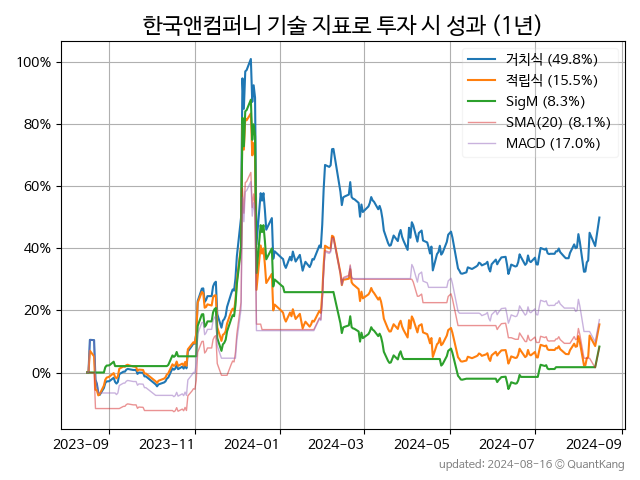 한국앤컴퍼니 기술 지표로 투자 시 성과 (1년)
거치식 (49.8%)
적립식 (15.5%)
SigM (8.3%)
SMA(20) (8.1%)
MACD (17.0%)
100%
80%
60%
40%
20%
0%
2023-09 2023-11 2024-01 2024-03 2024-05 2024-07 2024-09
updated: 2024-08-16 © QuantKang